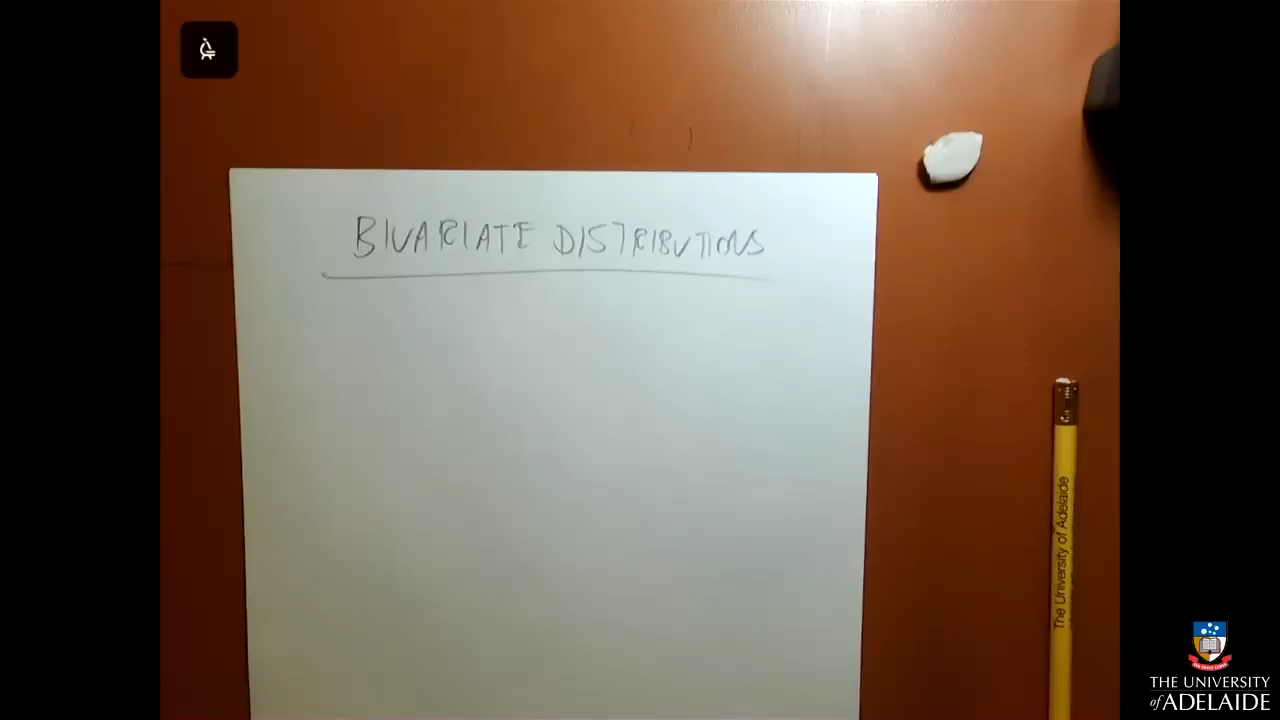 BIVARIATE DISTRIBUTIONS
The University of Adelaide
THE UNIVERSITY
of ADELAIDE